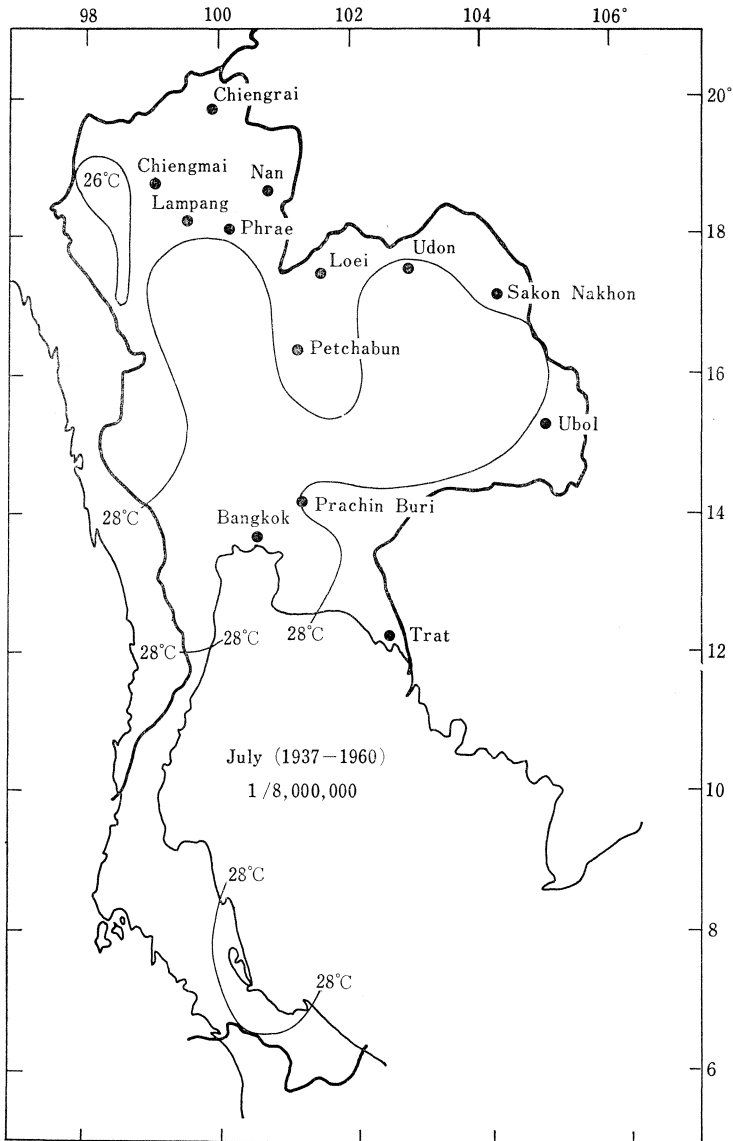 98 100 102 104 106°
20°
Chiengrai
Chiengmai
Nan
26°C
Lampang
Phrae
18
Loei
Udon
Sakon Nakhon
Petchabun
16
Ubol
28°C
Prachin Buri
14
Bangkok
28°C
28°C
28°C
Trat
12
July (1937-1960)
1/8,000,000
10
28°C
8
28°C
6